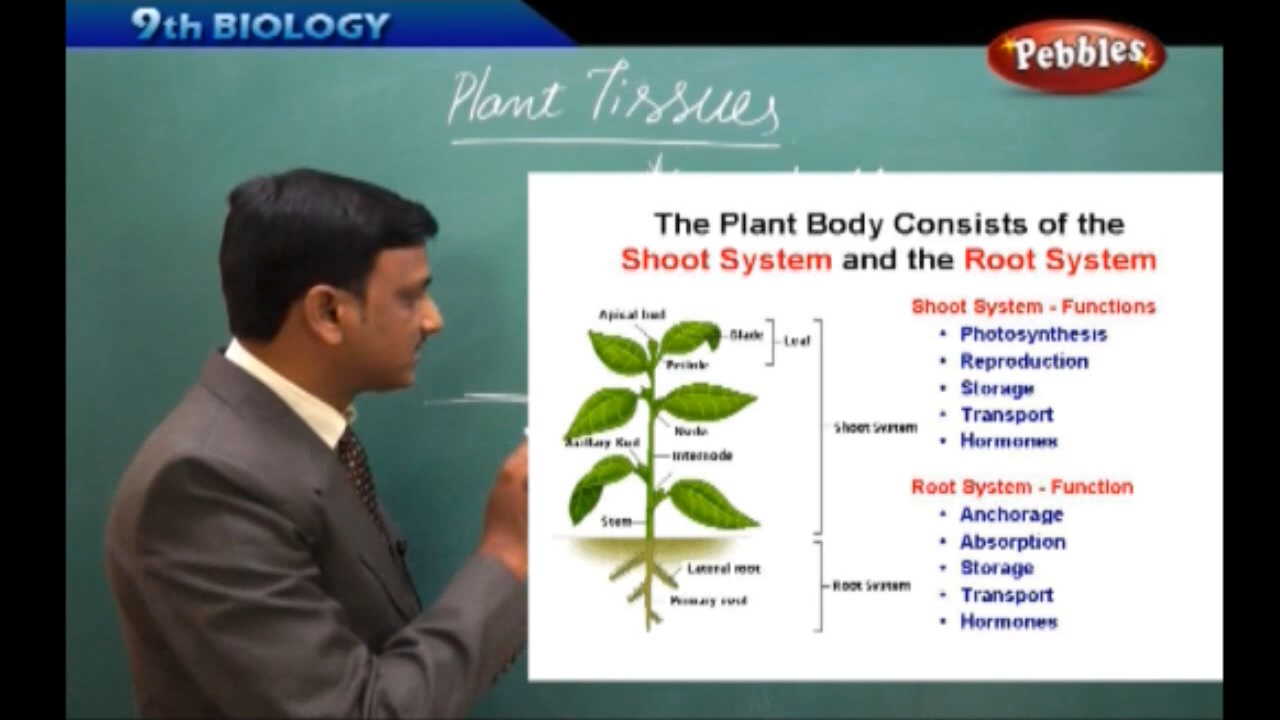 9th BIOLOGY
Pebbles
Plant Tissues
The Plant Body Consists of the
Shoot System and the Root System
Apical bud
Blade
Leaf
Petiole
Node
Axillary Bud
Internode
Stem
Shoot System
Lateral root
Primary root
Root System
Shoot System - Functions
• Photosynthesis
• Reproduction
• Storage
• Transport
• Hormones
Root System - Function
• Anchorage
• Absorption
• Storage
• Transport
• Hormones